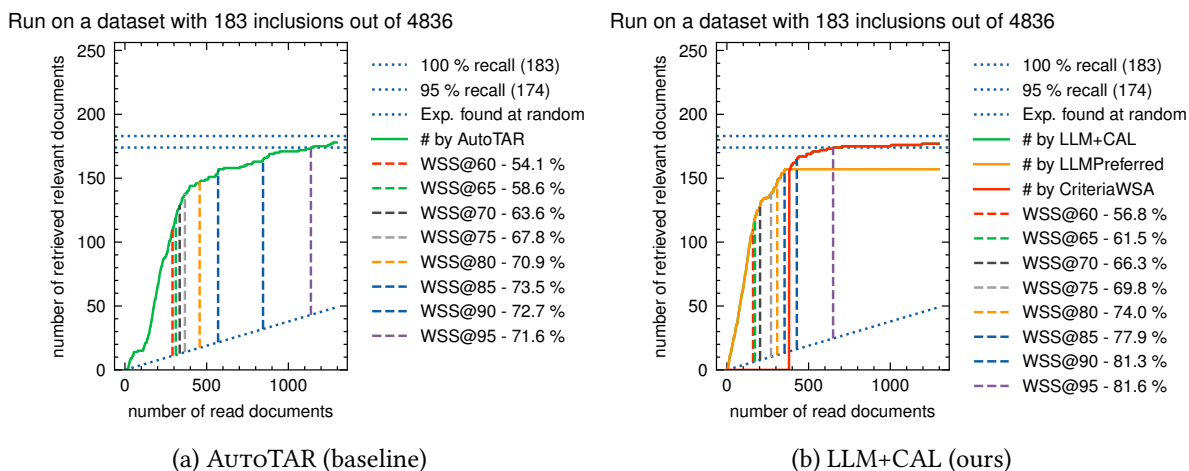 Run on a dataset with 183 inclusions out of 4836
250
200
150
100
50
0
number of retrieved relevant documents
0
500
1000
number of read documents
100 % recall (183)
95 % recall (174)
Exp. found at random
# by AutoTAR
WSS@60 - 54.1 %
WSS@65 - 58.6 %
WSS@70 - 63.6 %
WSS@75 - 67.8 %
WSS@80 - 70.9 %
WSS@85 - 73.5 %
WSS@90 - 72.7 %
WSS@95 - 71.6 %
(a) AUTOTAR (baseline)
Run on a dataset with 183 inclusions out of 4836
250
200
150
100
50
0
number of retrieved relevant documents
0
500
1000
number of read documents
100 % recall (183)
95 % recall (174)
Exp. found at random
# by LLM+CAL
# by LLMPreferred
# by CriteriaWSA
WSS@60 - 56.8 %
WSS@65 - 61.5 %
WSS@70 - 66.3 %
WSS@75 - 69.8 %
WSS@80 - 74.0 %
WSS@85 - 77.9 %
WSS@90 - 81.3 %
WSS@95 - 81.6 %
(b) LLM+CAL (ours)